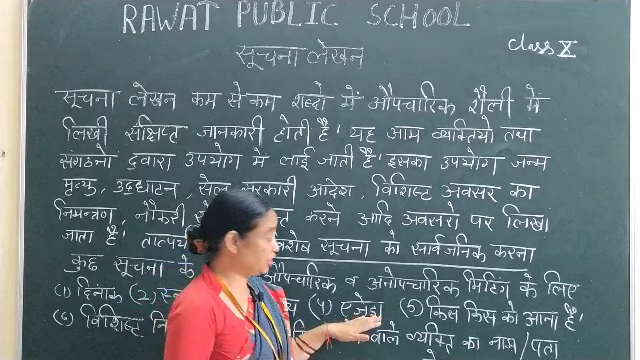 RAWAT PUBLIC SCHOOL
Class X
सूचना लेखन
सूचना लेखन कम से कम शब्दो में औपचारिक शैली में
लिखी संक्षिप्त जानकारी होती है। यह आम व्यक्तियो तथा
संगठनो दुवारा उपयोग मे लाई जाती है। इसका उपयोग जन्म
मृत्यु, उदघाटन, सेल, सरकारी आदेश, विशिष्ट अवसर का
निमन्त्रण, नौकरी करने आदि अवसरो पर लिखा
जाता है। सूचना को सार्वजनिक करना
कुछ सूचना के औपचारिक व अनौपचारिक मिटिंग के लिए
(1) दिनांक (2) (4) एजेंडा (5) किस किस को आना है।
(6) विशिष्ट वाले व्यक्ति का नाम/पता